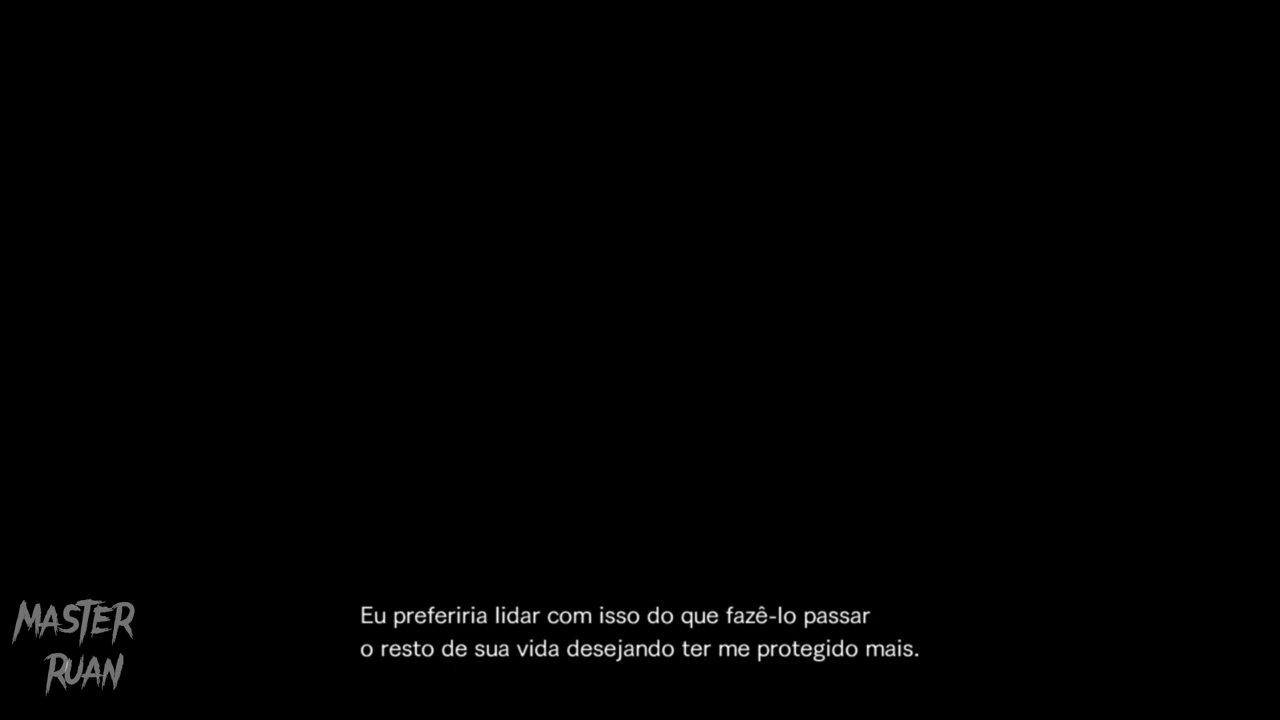 Eu preferiria lidar com isso do que fazê-lo passar
o resto de sua vida desejando ter me protegido mais.
MASTER
RUAN